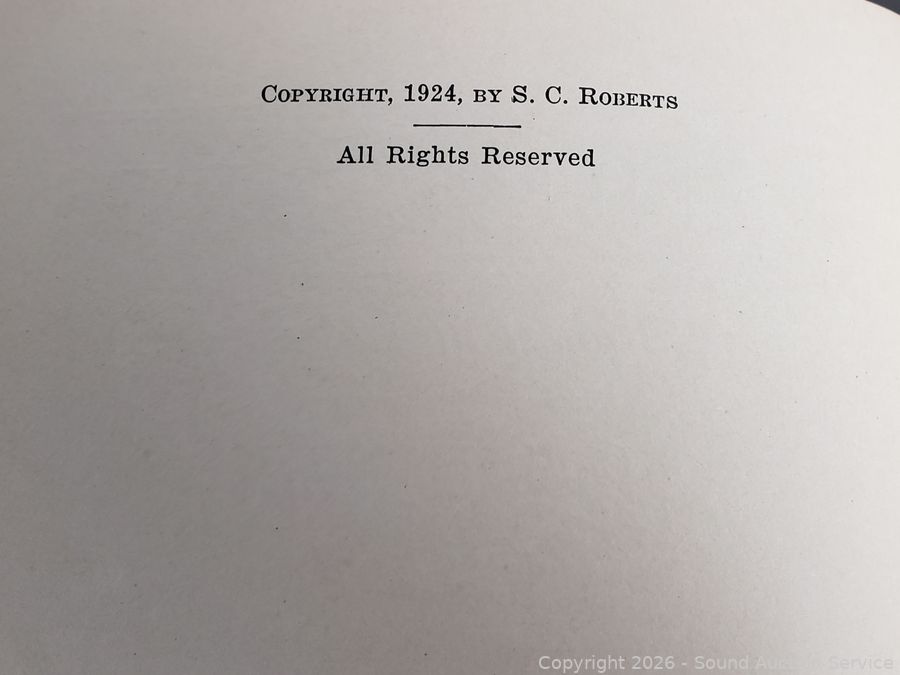 Copyright, 1924, by S. C. Roberts
All Rights Reserved
Copyright 2026 - Sound Auction Service